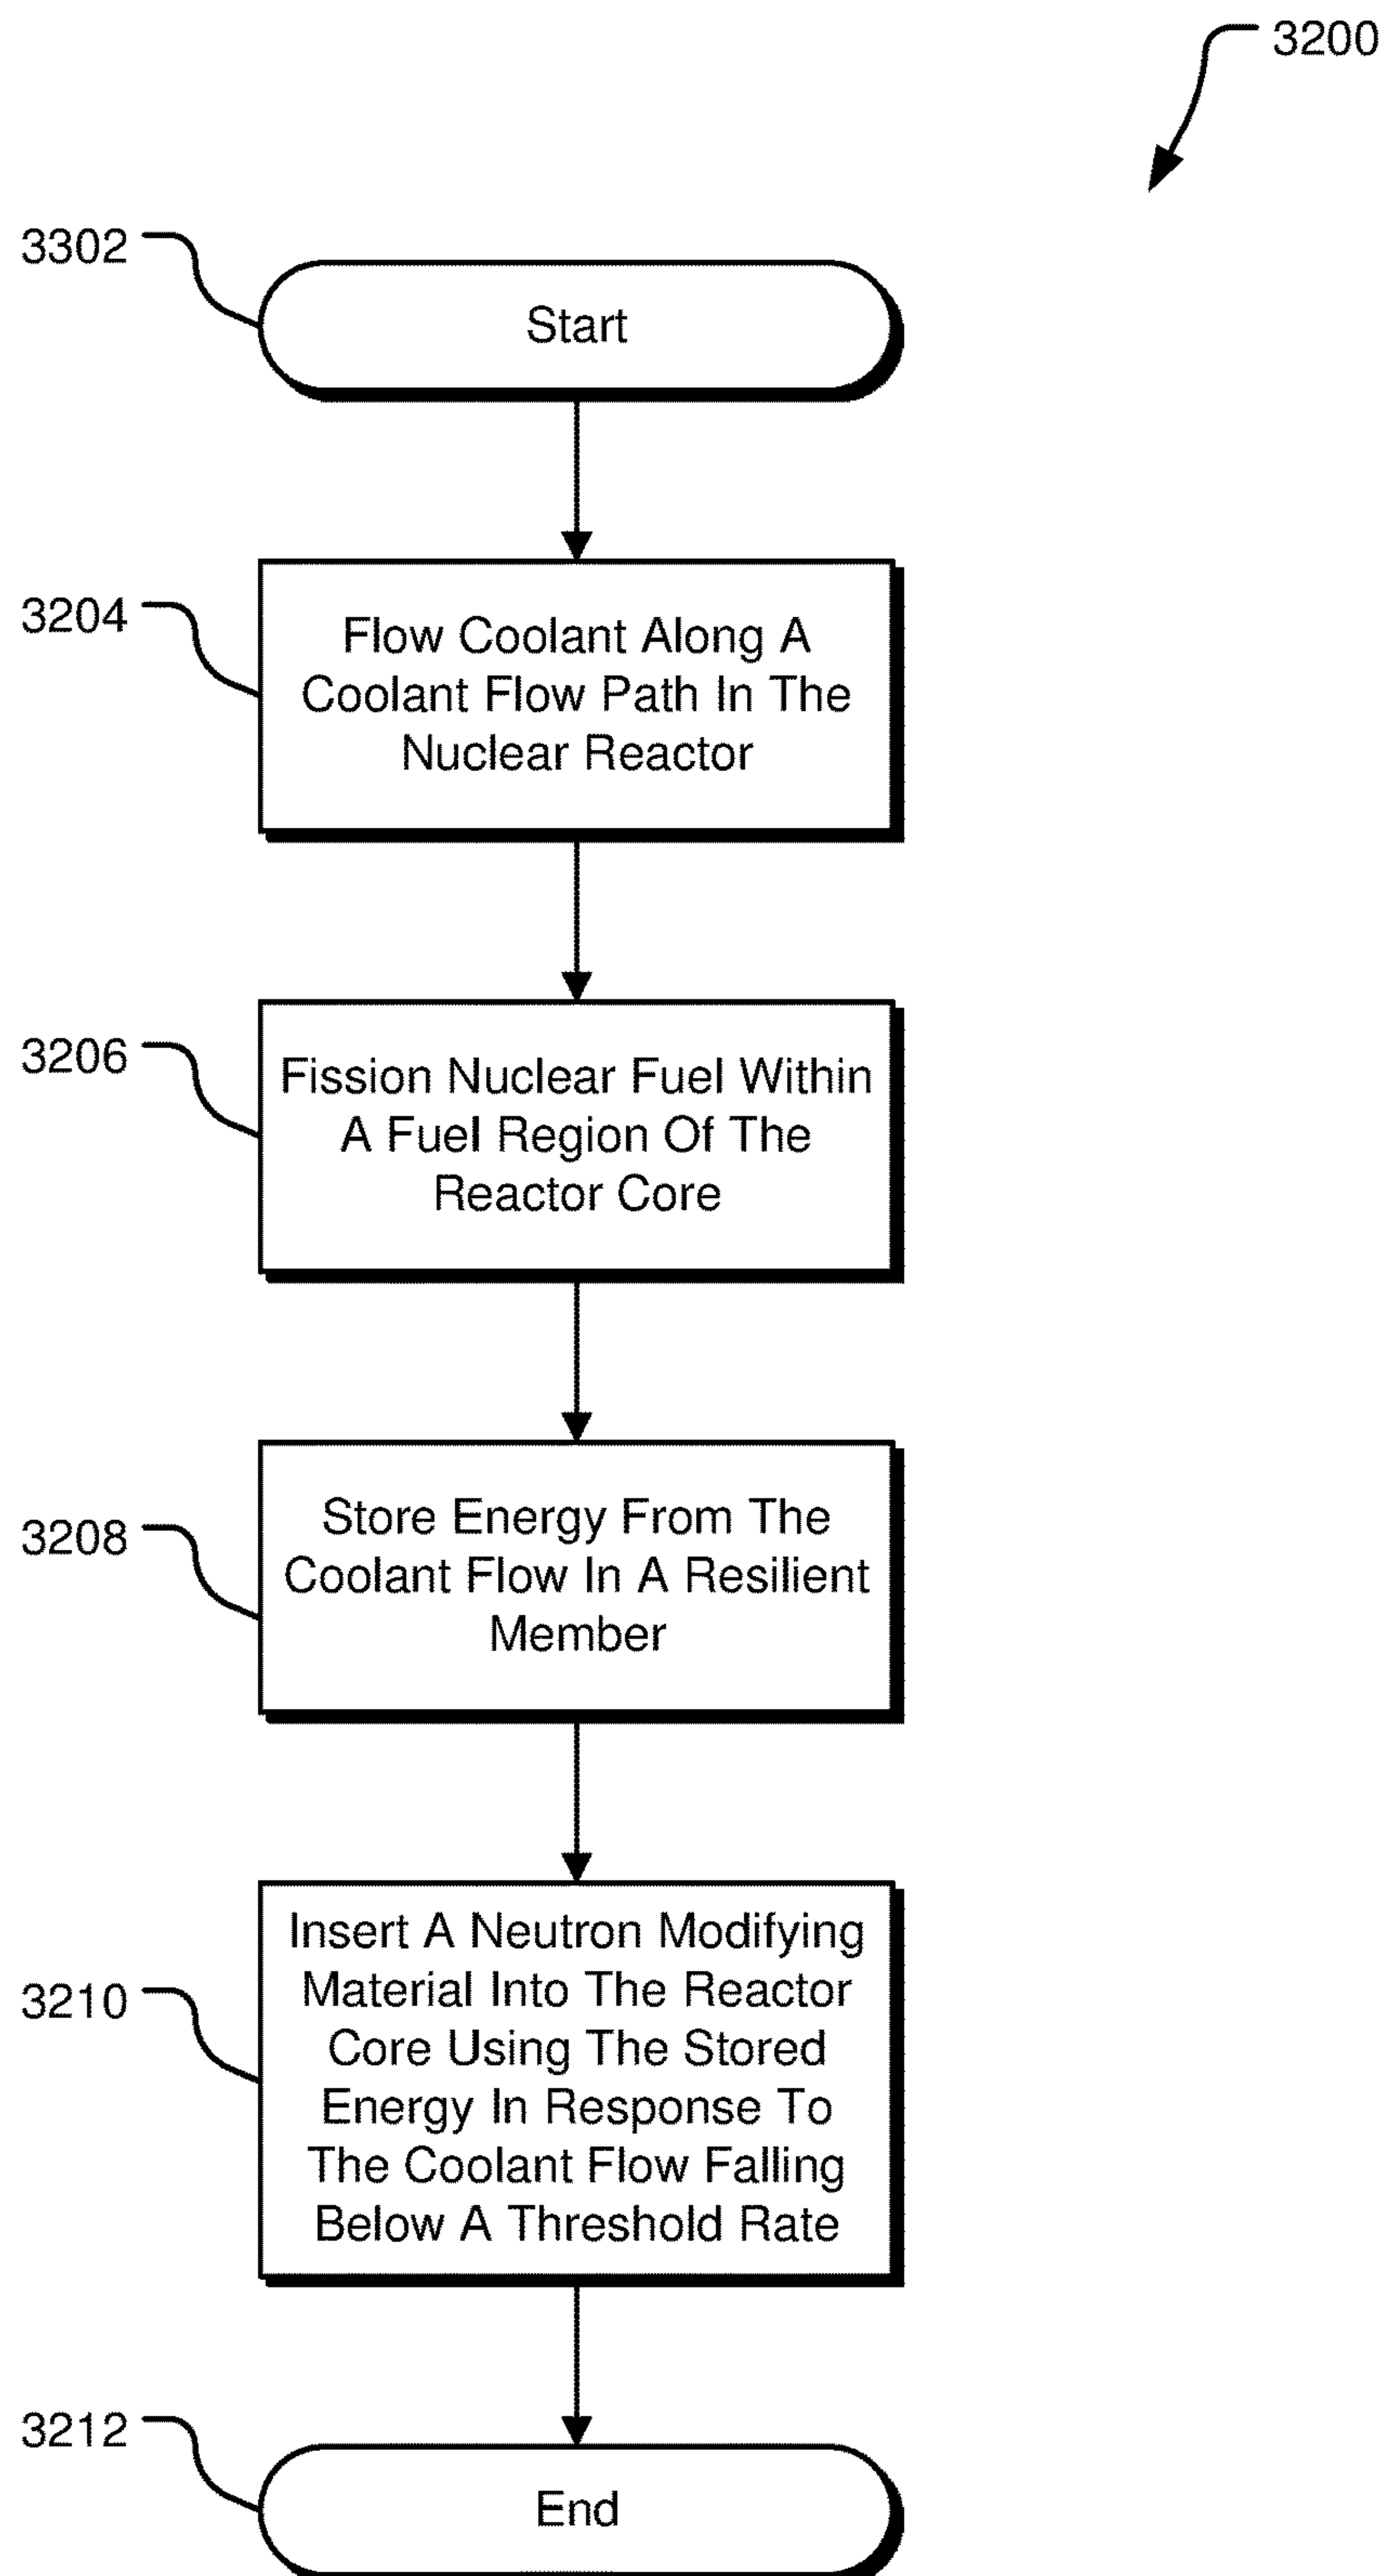 3200
3302
Start
3204
Flow Coolant Along A
Coolant Flow Path In The
Nuclear Reactor
3206
Fission Nuclear Fuel Within
A Fuel Region Of The
Reactor Core
3208
Store Energy From The
Coolant Flow In A Resilient
Member
3210
Insert A Neutron Modifying
Material Into The Reactor
Core Using The Stored
Energy In Response To
The Coolant Flow Falling
Below A Threshold Rate
3212
End